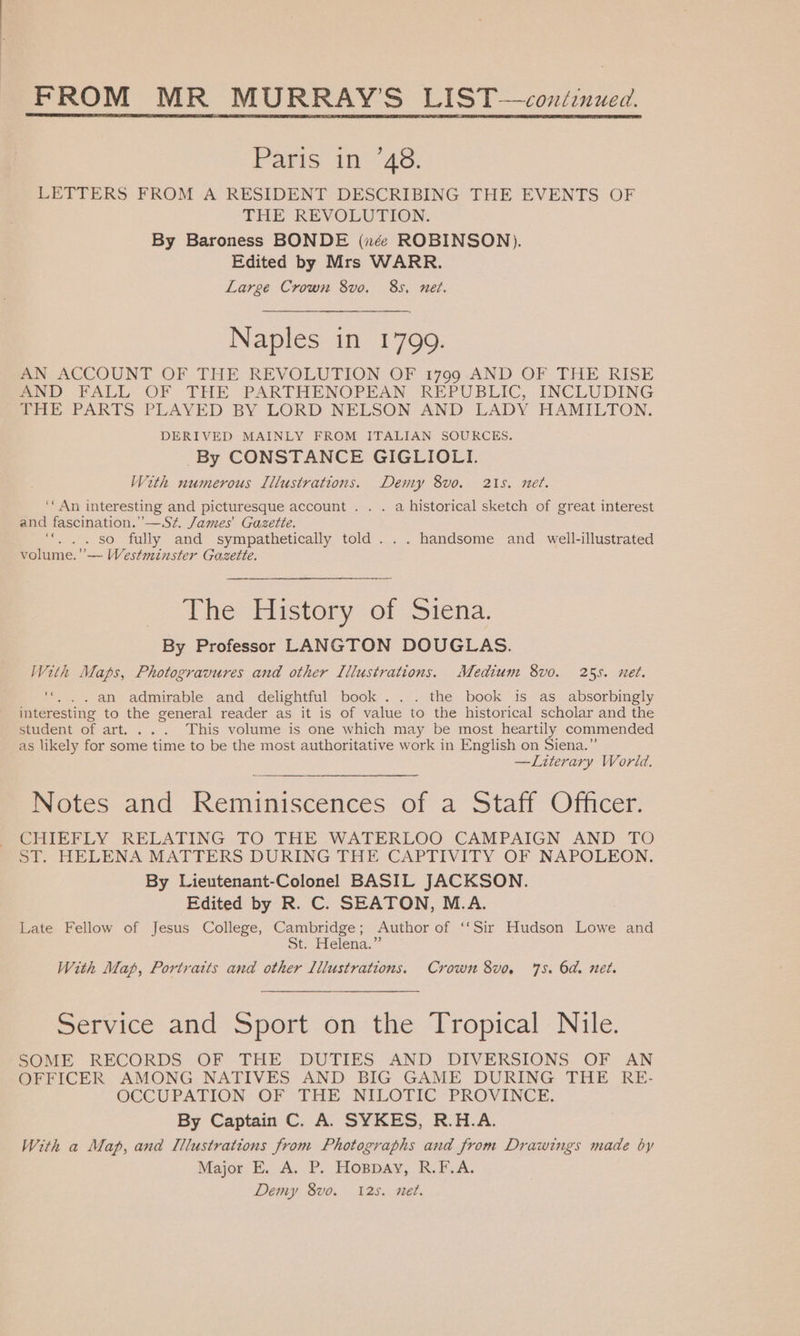 FROM MR MURRAY'S LIST—continued.
Paris in '48.
LETTERS FROM A RESIDENT DESCRIBING THE EVENTS OF
THE REVOLUTION.
By Baroness BONDE (née ROBINSON).
Edited by Mrs WARR.
Large Crown 8vo. 8s. net.
Naples in 1799.
AN ACCOUNT OF THE REVOLUTION OF 1799 AND OF THE RISE
AND FALL OF THE PARTHENOPEAN REPUBLIC, INCLUDING
THE PARTS PLAYED BY LORD NELSON AND LADY HAMILTON.
DERIVED MAINLY FROM ITALIAN SOURCES.
By CONSTANCE GIGLIOLI.
With numerous Illustrations. Demy 8vo. 21s. net.
"An interesting and picturesque account . . . a historical sketch of great interest
and fascination."—St. James' Gazette.
". . . so fully and sympathetically told . . . handsome and well-illustrated
volume."—Westminster Gazette.
The History of Siena.
By Professor LANGTON DOUGLAS.
With Maps, Photogravures and other Illustrations. Medium 8vo. 25s. net.
". . . an admirable and delightful book . . . the book is as absorbingly
interesting to the general reader as it is of value to the historical scholar and the
student of art. . . . This volume is one which may be most heartily commended
as likely for some time to be the most authoritative work in English on Siena."
—Literary World.
Notes and Reminiscences of a Staff Officer.
CHIEFLY RELATING TO THE WATERLOO CAMPAIGN AND TO
ST. HELENA MATTERS DURING THE CAPTIVITY OF NAPOLEON.
By Lieutenant-Colonel BASIL JACKSON.
Edited by R. C. SEATON, M.A.
Late Fellow of Jesus College, Cambridge; Author of "Sir Hudson Lowe and
St. Helena."
With Map, Portraits and other Illustrations. Crown 8vo. 7s. 6d. net.
Service and Sport on the Tropical Nile.
SOME RECORDS OF THE DUTIES AND DIVERSIONS OF AN
OFFICER AMONG NATIVES AND BIG GAME DURING THE RE-
OCCUPATION OF THE NILOTIC PROVINCE.
By Captain C. A. SYKES, R.H.A.
With a Map, and Illustrations from Photographs and from Drawings made by
Major E. A. P. HOBDAY, R.F.A.
Demy 8vo. 12s. net.